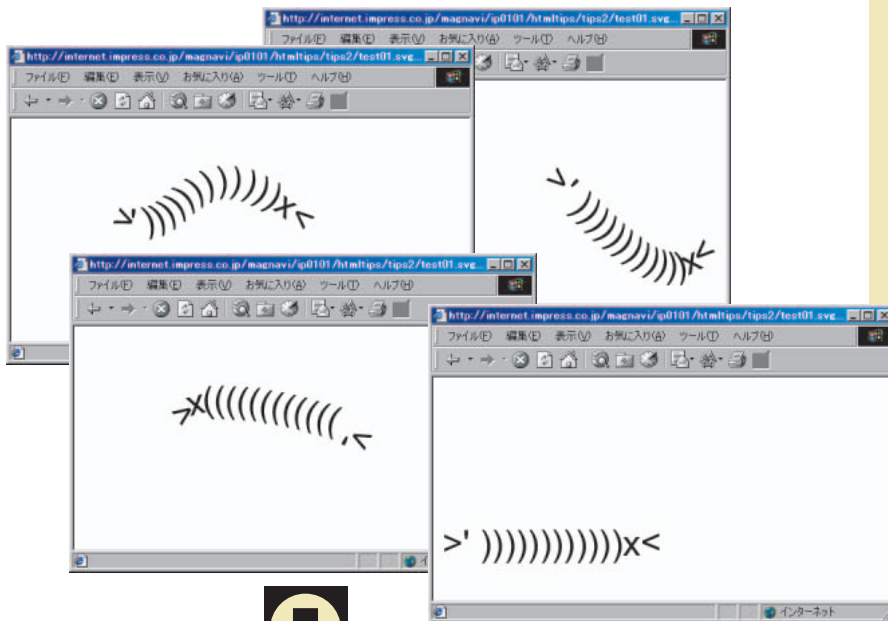 http://internet.impress.co.jp/magnavi/ip0101/htmltips/tips2/test01.svg...
ファイル(F) 編集(E) 表示(V) お気に入り(A) ツール(T) ヘルプ(H)
>' ))))))))))))x<
http://internet.impress.co.jp/magnavi/ip0101/htmltips/tips2/test01.svg...
ファイル(F) 編集(E) 表示(V) お気に入り(A) ツール(T) ヘルプ(H)
>' ))))))))))))x<
http://internet.impress.co.jp/magnavi/ip0101/htmltips/tips2/test01.svg...
ファイル(F) 編集(E) 表示(V) お気に入り(A) ツール(T) ヘルプ(H)
>x(((((((((((( ,<
http://internet.impress.co.jp/magnavi/ip0101/htmltips/tips2/test01.svg...
ファイル(F) 編集(E) 表示(V) お気に入り(A) ツール(T) ヘルプ(H)
>' ))))))))))))x<
インターネット